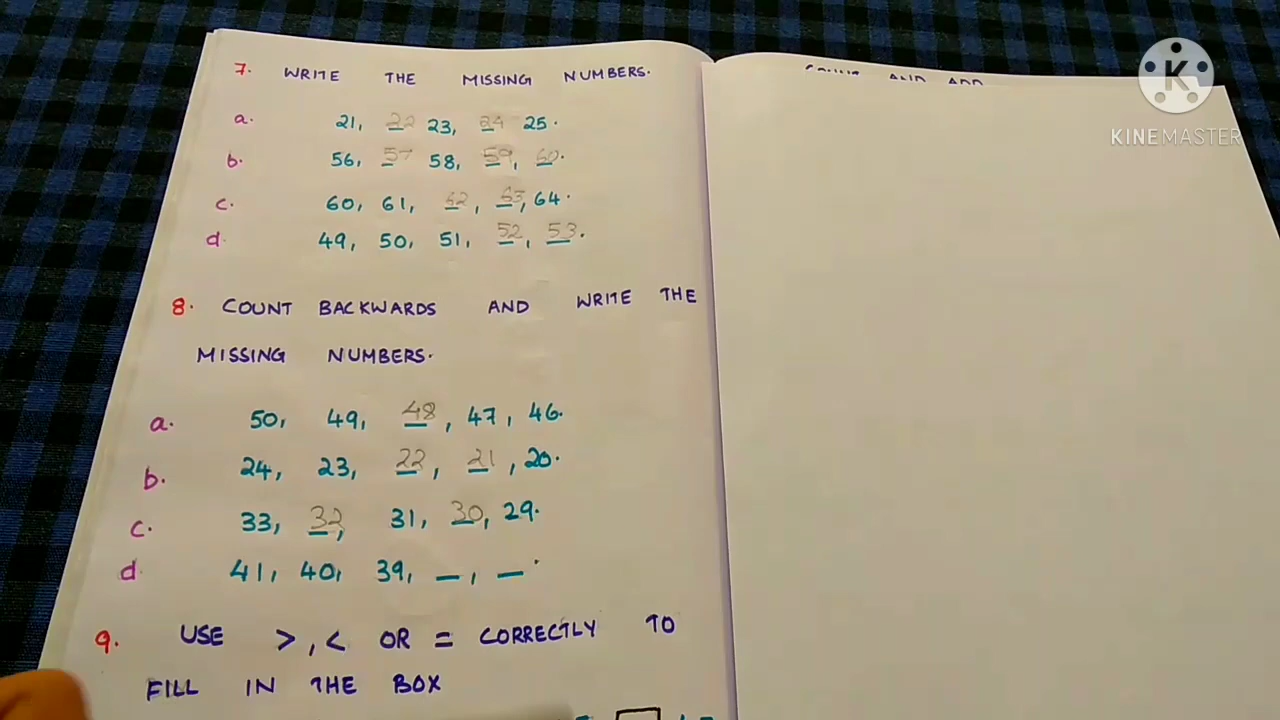 7. WRITE THE MISSING NUMBERS.
a. 21, 22 23, 24 25.
b. 56, 57 58, 59, 60.
c. 60, 61, 62, 63, 64.
d. 49, 50, 51, 52, 53.
8. COUNT BACKWARDS AND WRITE THE
MISSING NUMBERS.
a. 50, 49, 48, 47, 46.
b. 24, 23, 22, 21, 20.
c. 33, 32, 31, 30, 29.
d. 41, 40, 39, _, _.
9. USE >, < OR = CORRECTLY TO
FILL IN THE BOX
K
KINEMASTER